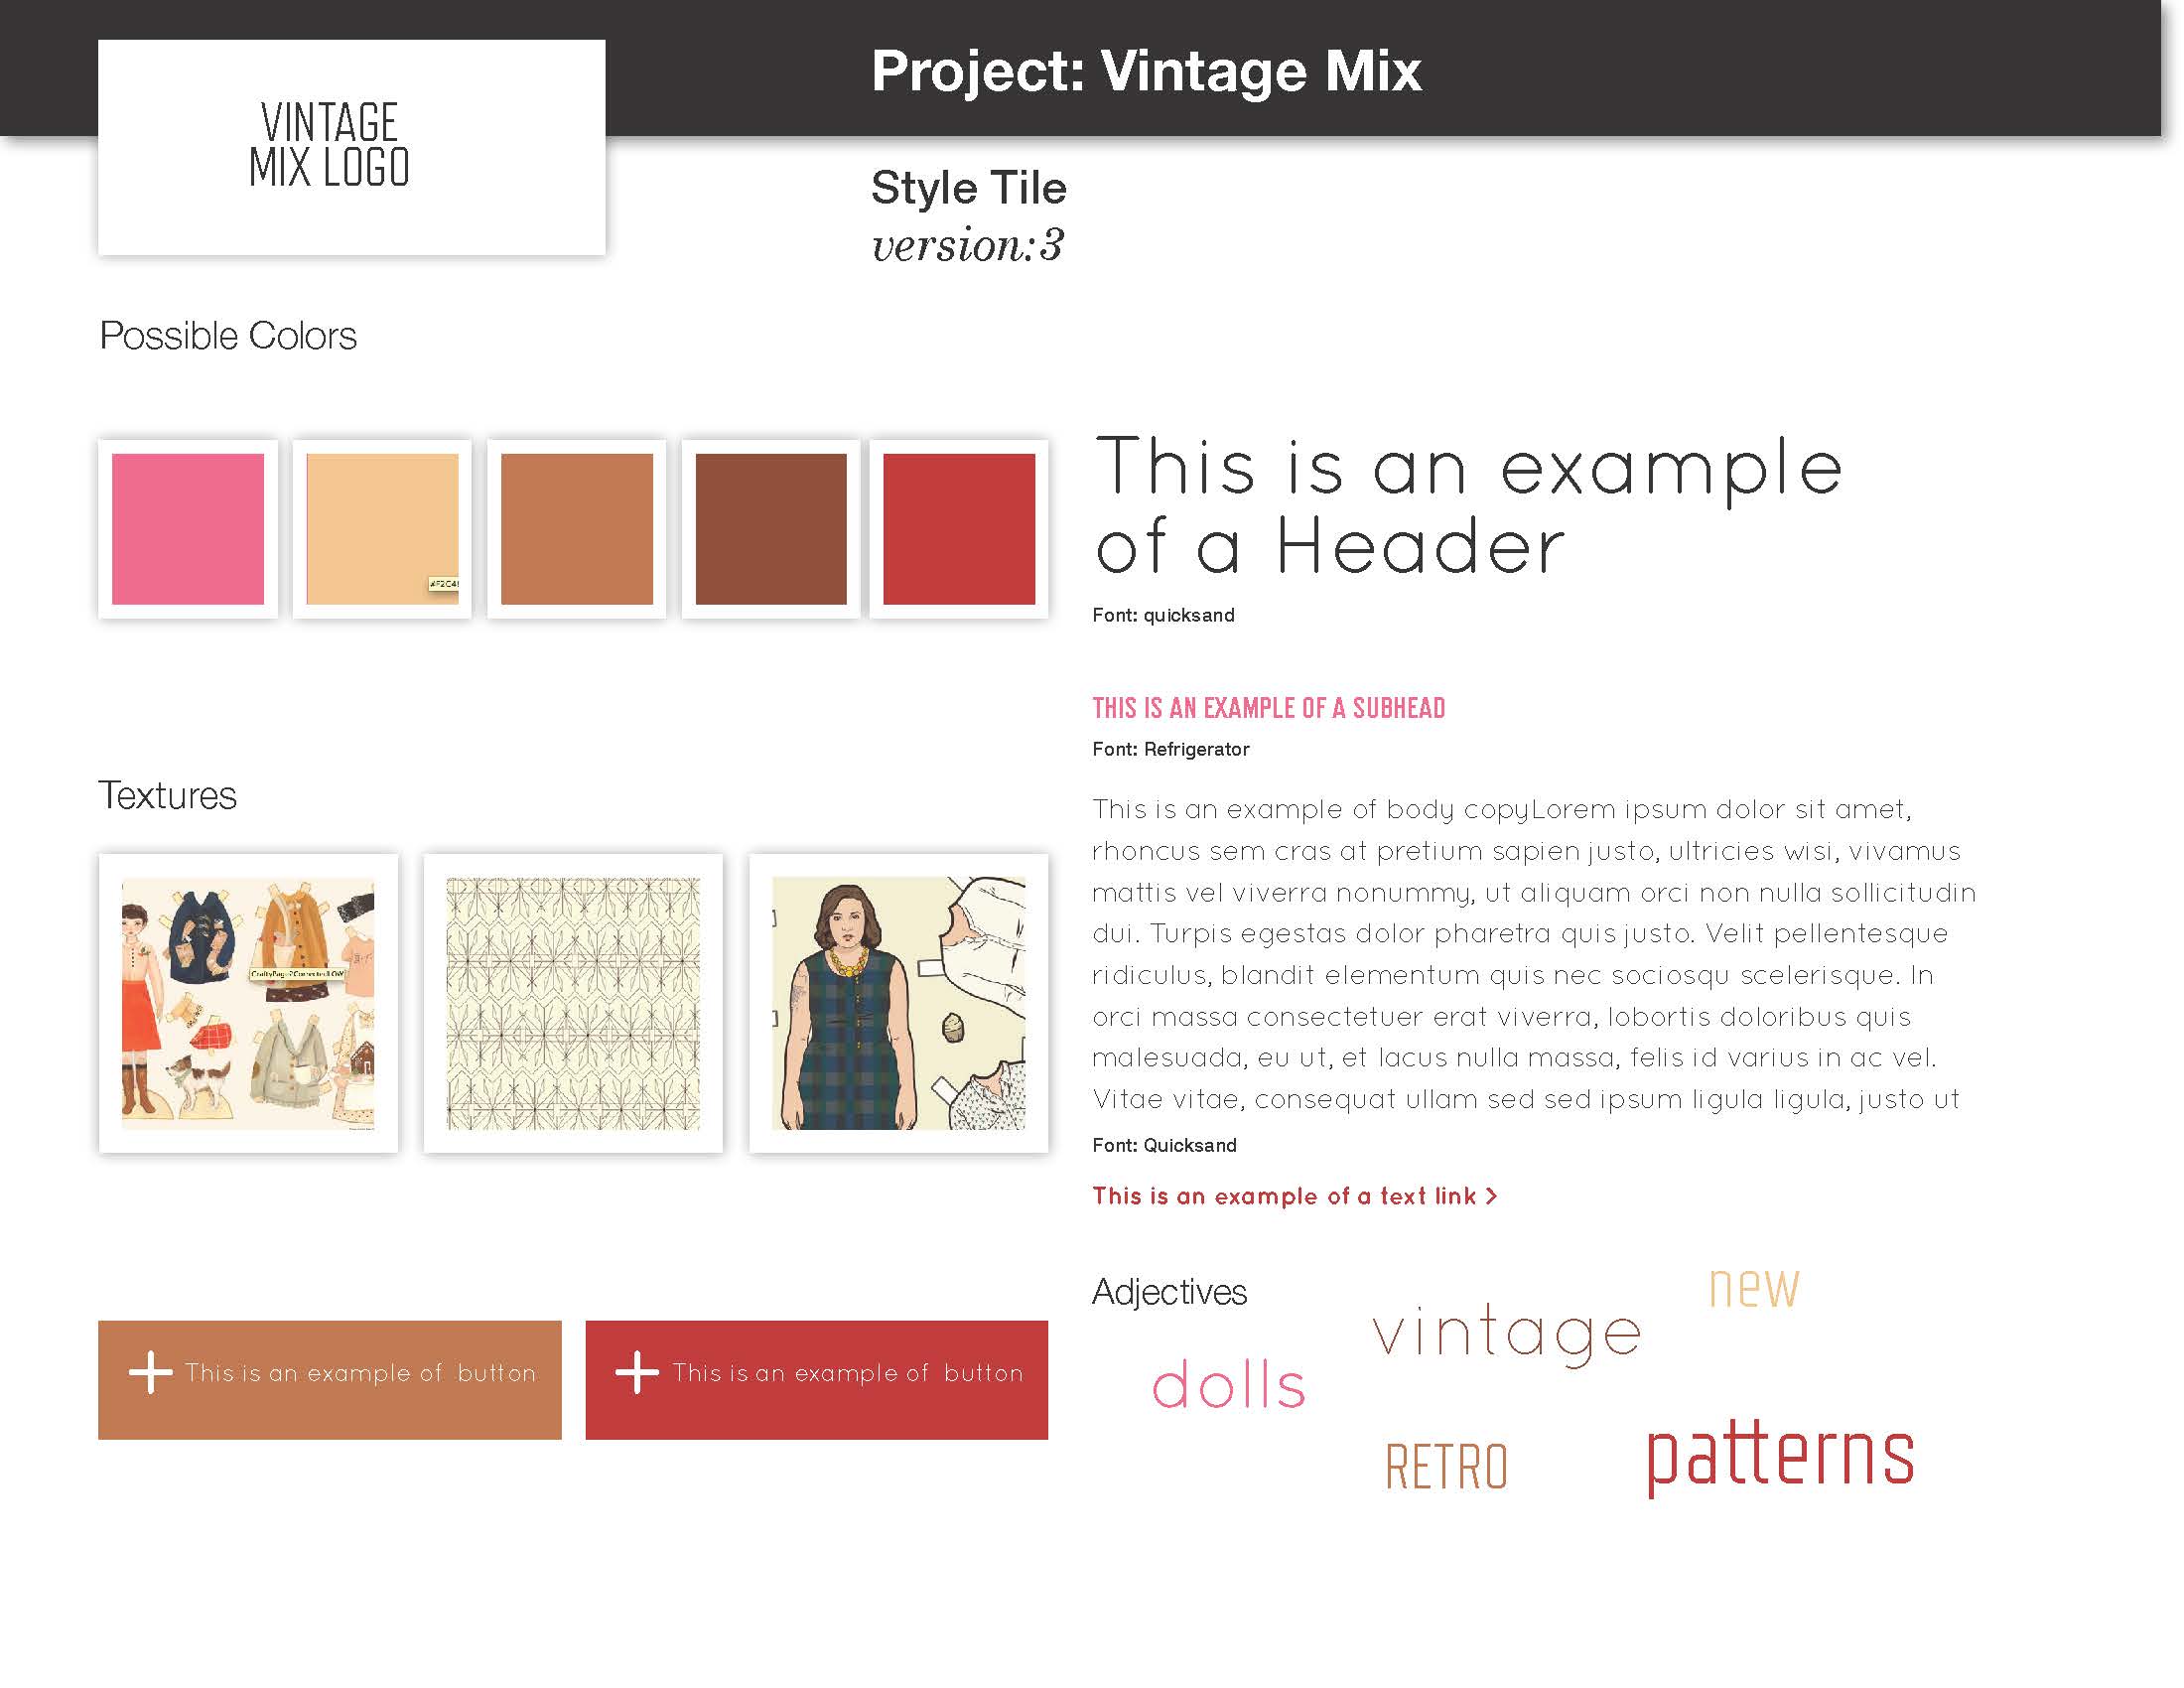 VINTAGE
MIX LOGO
Project: Vintage Mix
Style Tile
version:3
Possible Colors
#F2C4
This is an example
of a Header
Font: quicksand
THIS IS AN EXAMPLE OF A SUBHEAD
Font: Refrigerator
Textures
This is an example of body copyLorem ipsum dolor sit amet,
rhoncus sem cras at pretium sapien justo, ultricies wisi, vivamus
mattis vel viverra nonummy, ut aliquam orci non nulla sollicitudin
dui. Turpis egestas dolor pharetra quis justo. Velit pellentesque
ridiculus, blandit elementum quis nec sociosqu scelerisque. In
orci massa consectetuer erat viverra, lobortis doloribus quis
malesuada, eu ut, et lacus nulla massa, felis id varius in ac vel.
Vitae vitae, consequat ullam sed sed ipsum ligula ligula, justo ut
Font: Quicksand
This is an example of a text link >
+ This is an example of button
+ This is an example of button
Adjectives
new
vintage
dolls
RETRO
patterns